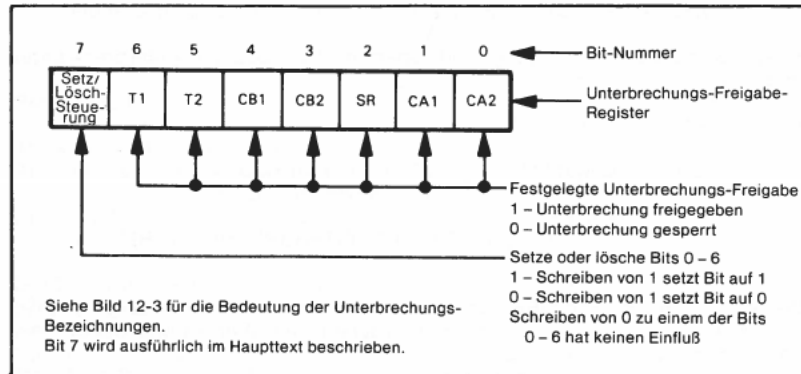 7 6 5 4 3 2 1 0 Bit-Nummer
Setz/
Lösch-
Steue-
rung
T1 T2 CB1 CB2 SR CA1 CA2
Unterbrechungs-Freigabe-
Register
Festgelegte Unterbrechungs-Freigabe
1 – Unterbrechung freigegeben
0 – Unterbrechung gesperrt
Setze oder lösche Bits 0 – 6
1 – Schreiben von 1 setzt Bit auf 1
0 – Schreiben von 1 setzt Bit auf 0
Schreiben von 0 zu einem der Bits
0 – 6 hat keinen Einfluß
Siehe Bild 12-3 für die Bedeutung der Unterbrechungs-
Bezeichnungen.
Bit 7 wird ausführlich im Haupttext beschrieben.